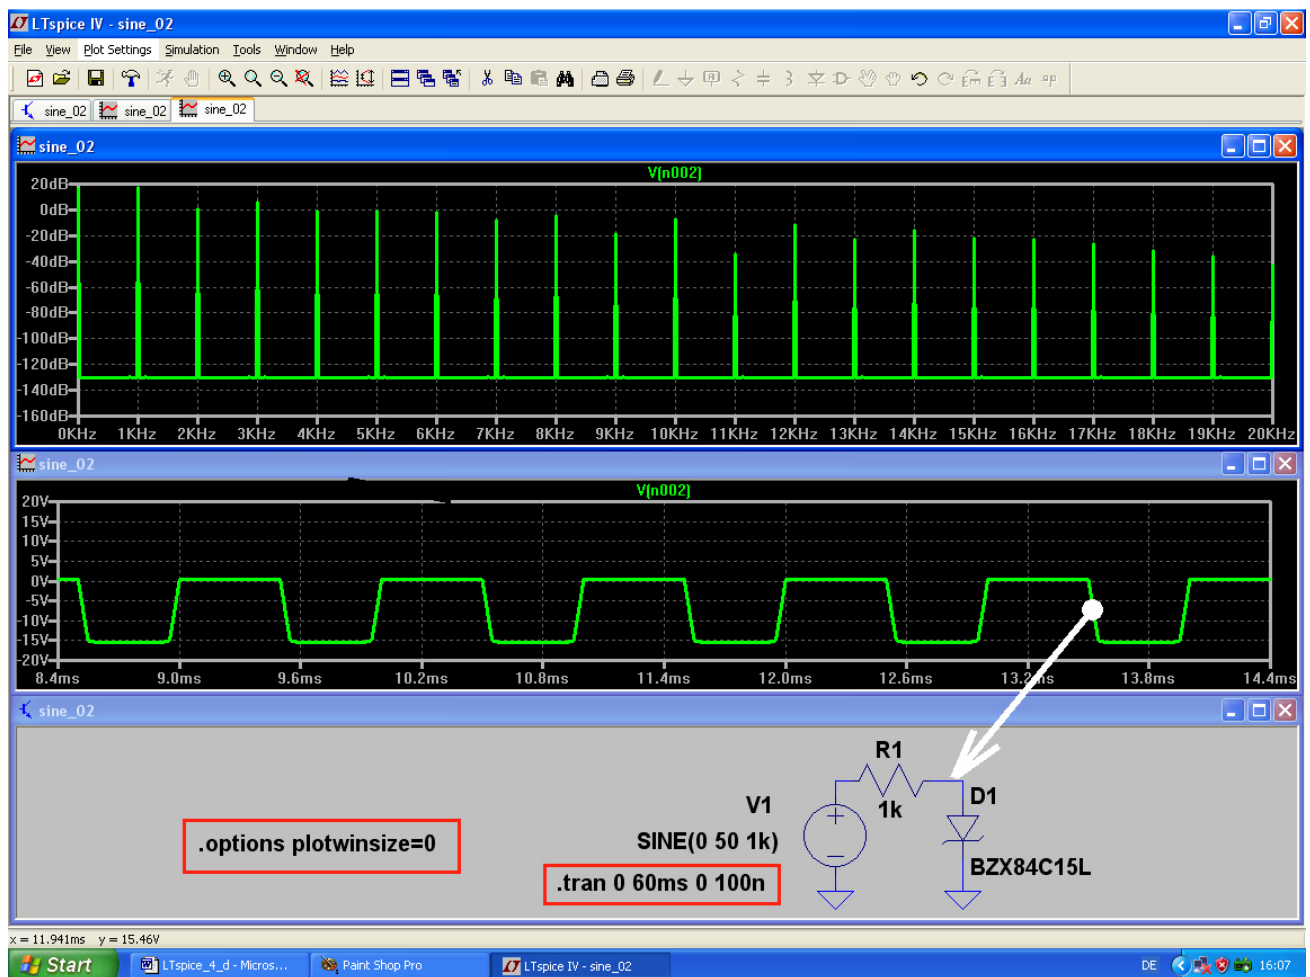 LTspice IV - sine_02
File View Plot Settings Simulation Tools Window Help
sine_02 sine_02 sine_02
sine_02
V(n002)
20dB
0dB
-20dB
-40dB
-60dB
-80dB
-100dB
-120dB
-140dB
-160dB
0KHz 1KHz 2KHz 3KHz 4KHz 5KHz 6KHz 7KHz 8KHz 9KHz 10KHz 11KHz 12KHz 13KHz 14KHz 15KHz 16KHz 17KHz 18KHz 19KHz 20KHz
sine_02
V(n002)
20V
15V
10V
5V
0V
-5V
-10V
-15V
-20V
8.4ms 9.0ms 9.6ms 10.2ms 10.8ms 11.4ms 12.0ms 12.6ms 13.2ms 13.8ms 14.4ms
sine_02
R1
V1 1k D1
SINE(0 50 1k)
.options plotwinsize=0
BZX84C15L
.tran 0 60ms 0 100n
x = 11.941ms y = 15.46V
Start LTspice_4_d - Micros... Paint Shop Pro LTspice IV - sine_02 DE 16:07